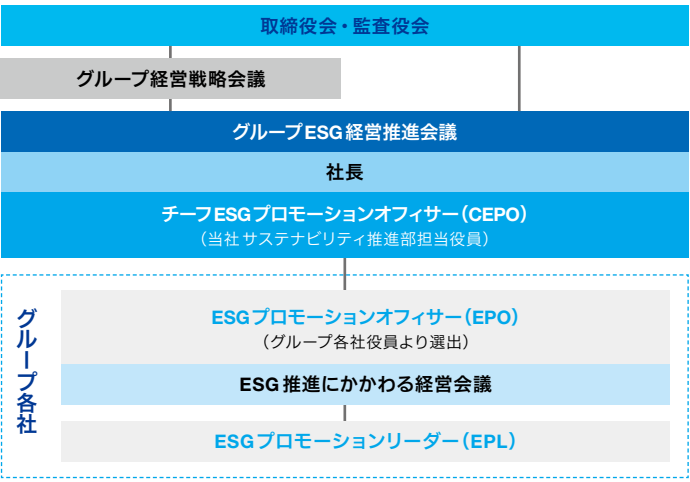 取締役会・監査役会
グループ経営戦略会議
グループESG経営推進会議
社長
チーフESGプロモーションオフィサー（CEPO）
（当社 サステナビリティ推進部担当役員）
グループ各社
ESGプロモーションオフィサー（EPO）
（グループ各社役員より選出）
ESG推進にかかわる経営会議
ESGプロモーションリーダー（EPL）